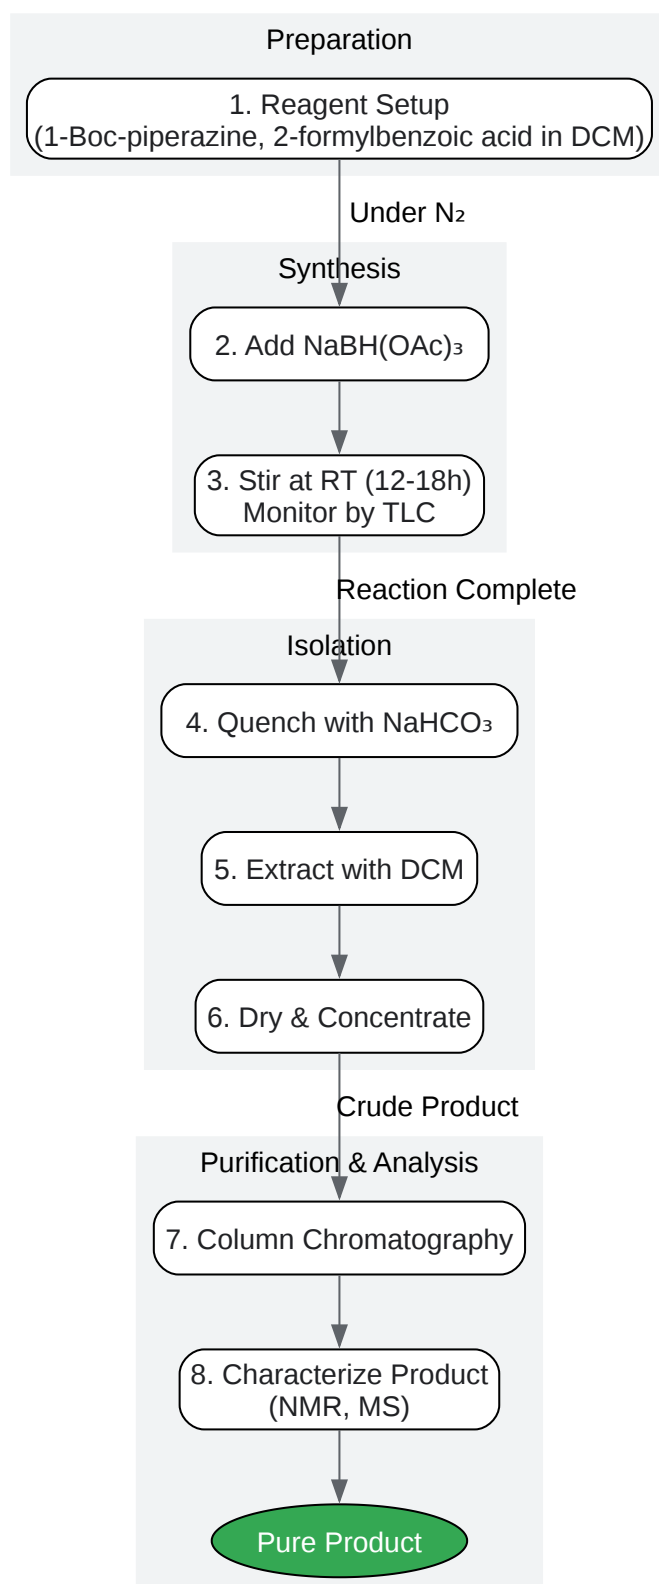 Preparation
1. Reagent Setup
(1-Boc-piperazine, 2-formylbenzoic acid in DCM)
Under N₂
Synthesis
2. Add NaBH(OAc)₃
3. Stir at RT (12-18h)
Monitor by TLC
Reaction Complete
Isolation
4. Quench with NaHCO₃
5. Extract with DCM
6. Dry & Concentrate
Crude Product
Purification & Analysis
7. Column Chromatography
8. Characterize Product
(NMR, MS)
Pure Product